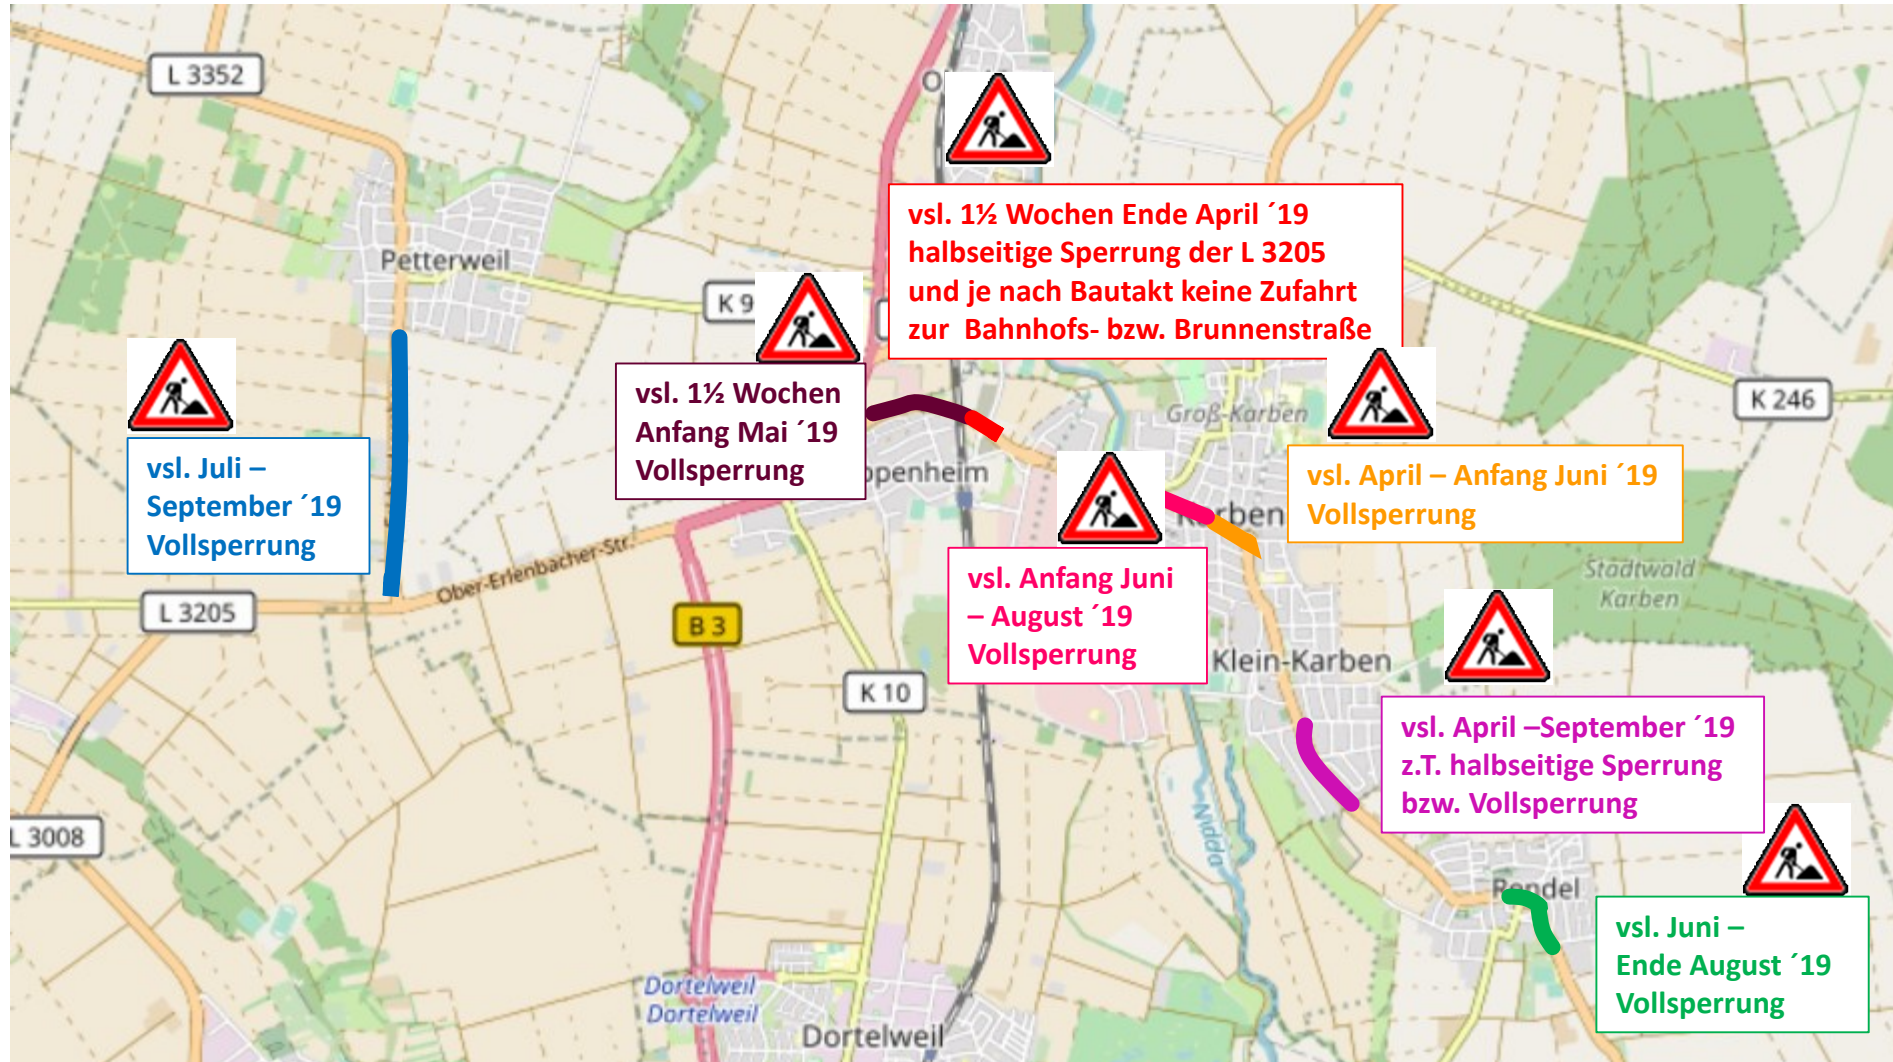 L 3352
vsl. 1½ Wochen Ende April ´19
halbseitige Sperrung der L 3205
und je nach Bautakt keine Zufahrt
zur Bahnhofs- bzw. Brunnenstraße
Petterweil
K 9
vsl. 1½ Wochen
Anfang Mai ´19
Vollsperrung
K 246
Groß-Karben
vsl. Juli –
September ´19
Vollsperrung
vsl. April – Anfang Juni ´19
Vollsperrung
Karben
Ober-Erlenbacher-Str.
L 3205
B 3
vsl. Anfang Juni
– August ´19
Vollsperrung
Stadtwald
Karben
Klein-Karben
K 10
vsl. April –September ´19
z.T. halbseitige Sperrung
bzw. Vollsperrung
Nidda
L 3008
Rendel
vsl. Juni –
Ende August ´19
Vollsperrung
Dortelweil
Dortelweil
Dortelweil